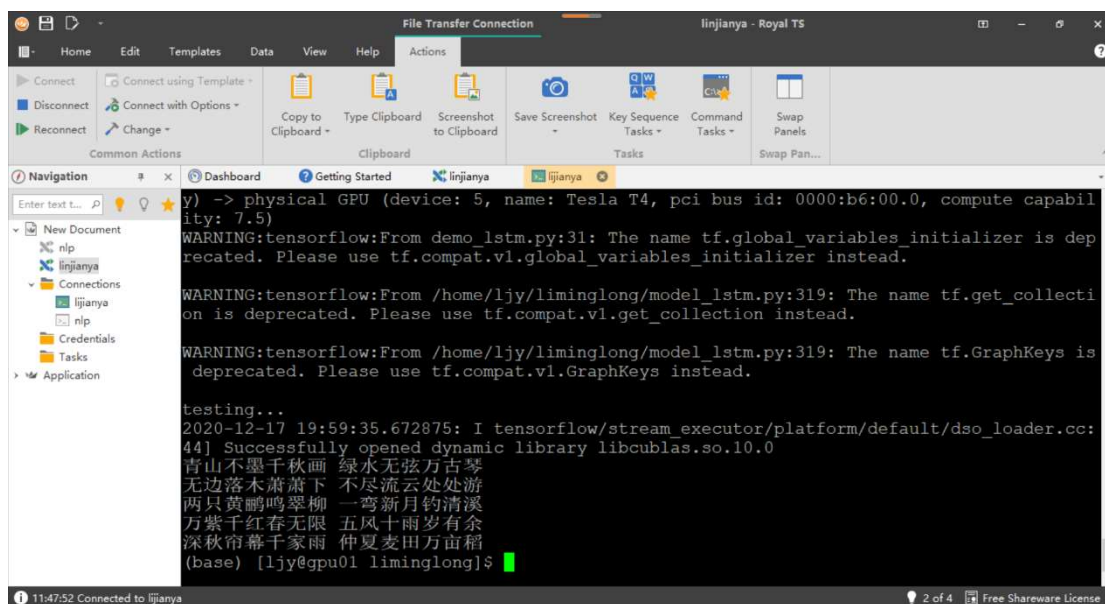 File Transfer Connection
linjianya - Royal TS
Home Edit Templates Data View Help Actions
Connect Connect using Template
Disconnect Connect with Options
Reconnect Change
Copy to Clipboard
Type Clipboard
Screenshot to Clipboard
Save Screenshot
Key Sequence Tasks
Command Tasks
Swap Panels
Common Actions Clipboard Tasks Swap Pan...
Navigation
Dashboard Getting Started linjianya lijianya
Enter text t...
New Document
nlp
linjianya
Connections
lijianya
nlp
Credentials
Tasks
Application
y) -> physical GPU (device: 5, name: Tesla T4, pci bus id: 0000:b6:00.0, compute capabil
ity: 7.5)
WARNING:tensorflow:From demo_lstm.py:31: The name tf.global_variables_initializer is dep
recated. Please use tf.compat.v1.global_variables_initializer instead.
WARNING:tensorflow:From /home/ljy/liminglong/model_lstm.py:319: The name tf.get_collecti
on is deprecated. Please use tf.compat.v1.get_collection instead.
WARNING:tensorflow:From /home/ljy/liminglong/model_lstm.py:319: The name tf.GraphKeys is
deprecated. Please use tf.compat.v1.GraphKeys instead.
testing...
2020-12-17 19:59:35.672875: I tensorflow/stream_executor/platform/default/dso_loader.cc:
44] Successfully opened dynamic library libcublas.so.10.0
青山不墨千秋画 绿水无弦万古琴
无边落木萧萧下 不尽流云处处游
两只黄鹂鸣翠柳 一弯新月钓清溪
万紫千红春无限 五风十雨岁有余
深秋帘幕千家雨 仲夏麦田万亩稻
(base) [ljy@gpu01 liminglong]$
11:47:52 Connected to lijianya
2 of 4 Free Shareware License